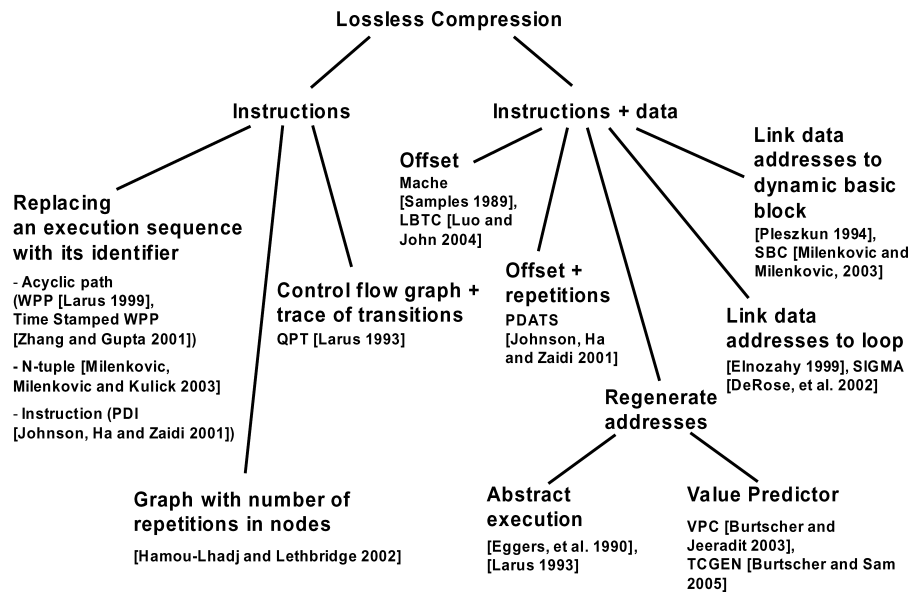 Lossless Compression
Instructions
Replacing
an execution sequence
with its identifier
- Acyclic path
(WPP [Larus 1999],
Time Stamped WPP
[Zhang and Gupta 2001])
- N-tuple [Milenkovic,
Milenkovic and Kulick 2003]
- Instruction (PDI
[Johnson, Ha and Zaidi 2001])
Graph with number of
repetitions in nodes
[Hamou-Lhadj and Lethbridge 2002]
Control flow graph +
trace of transitions
QPT [Larus 1993]
Instructions + data
Offset
Mache
[Samples 1989],
LBTC [Luo and
John 2004]
Offset +
repetitions
PDATS
[Johnson, Ha
and Zaidi 2001]
Regenerate
addresses
Abstract
execution
[Eggers, et al. 1990],
[Larus 1993]
Value Predictor
VPC [Burtscher and
Jeeradit 2003],
TCGEN [Burtscher and Sam
2005]
Link data
addresses to loop
[Elnozahy 1999], SIGMA
[DeRose, et al. 2002]
Link data
addresses to
dynamic basic
block
[Pleszkun 1994],
SBC [Milenkovic and
Milenkovic, 2003]